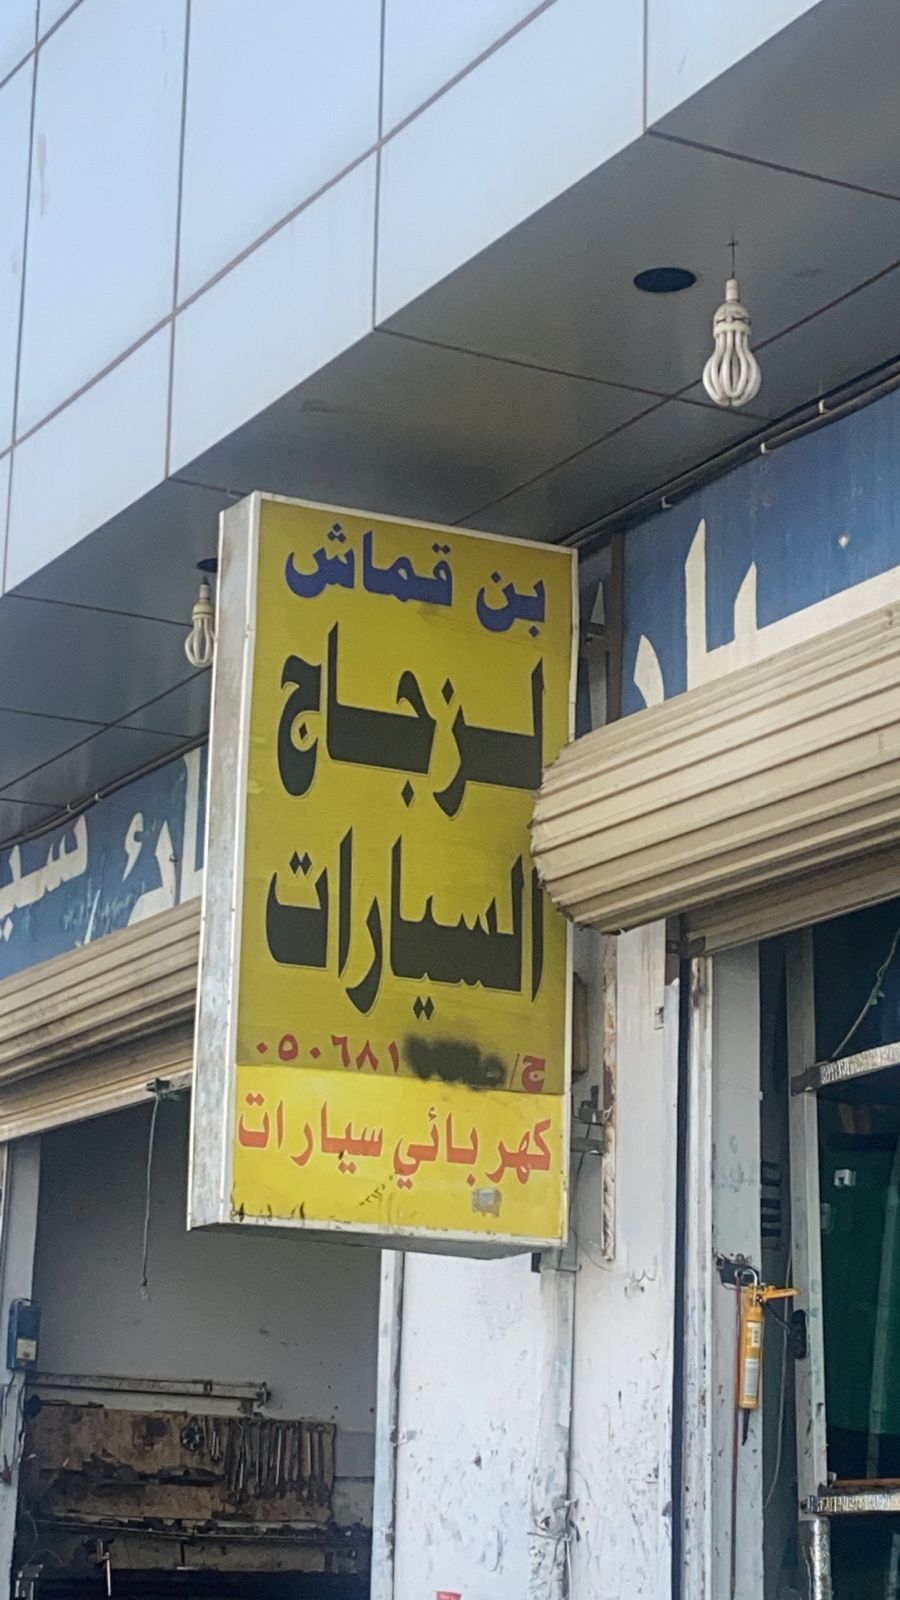 بن قماش
لزجاج
السيارات
ج/ ٠٥٠٦٨١
كهربائي سيارات